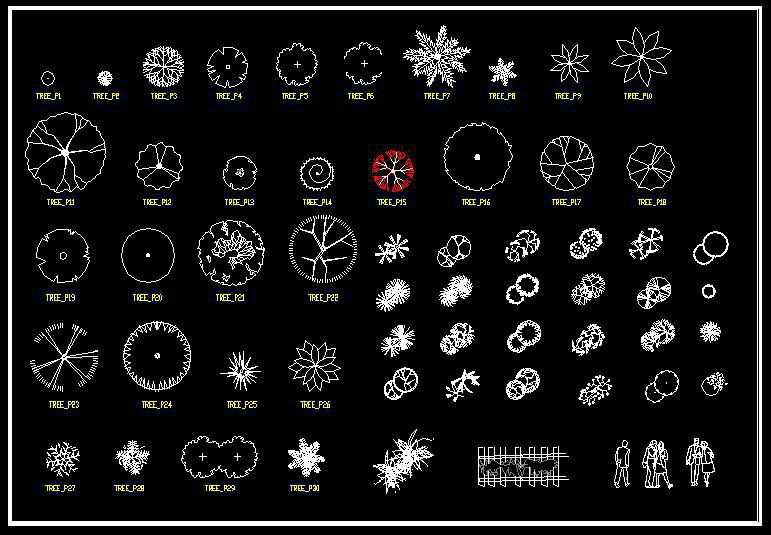 TREE_P1 TREE_P2 TREE_P3 TREE_P4 TREE_P5 TREE_P6 TREE_P7 TREE_P8 TREE_P9 TREE_P10
TREE_P11 TREE_P12 TREE_P13 TREE_P14 TREE_P15 TREE_P16 TREE_P17 TREE_P18
TREE_P19 TREE_P20 TREE_P21 TREE_P22
TREE_P23 TREE_P24 TREE_P25 TREE_P26
TREE_P27 TREE_P28 TREE_P29 TREE_P30